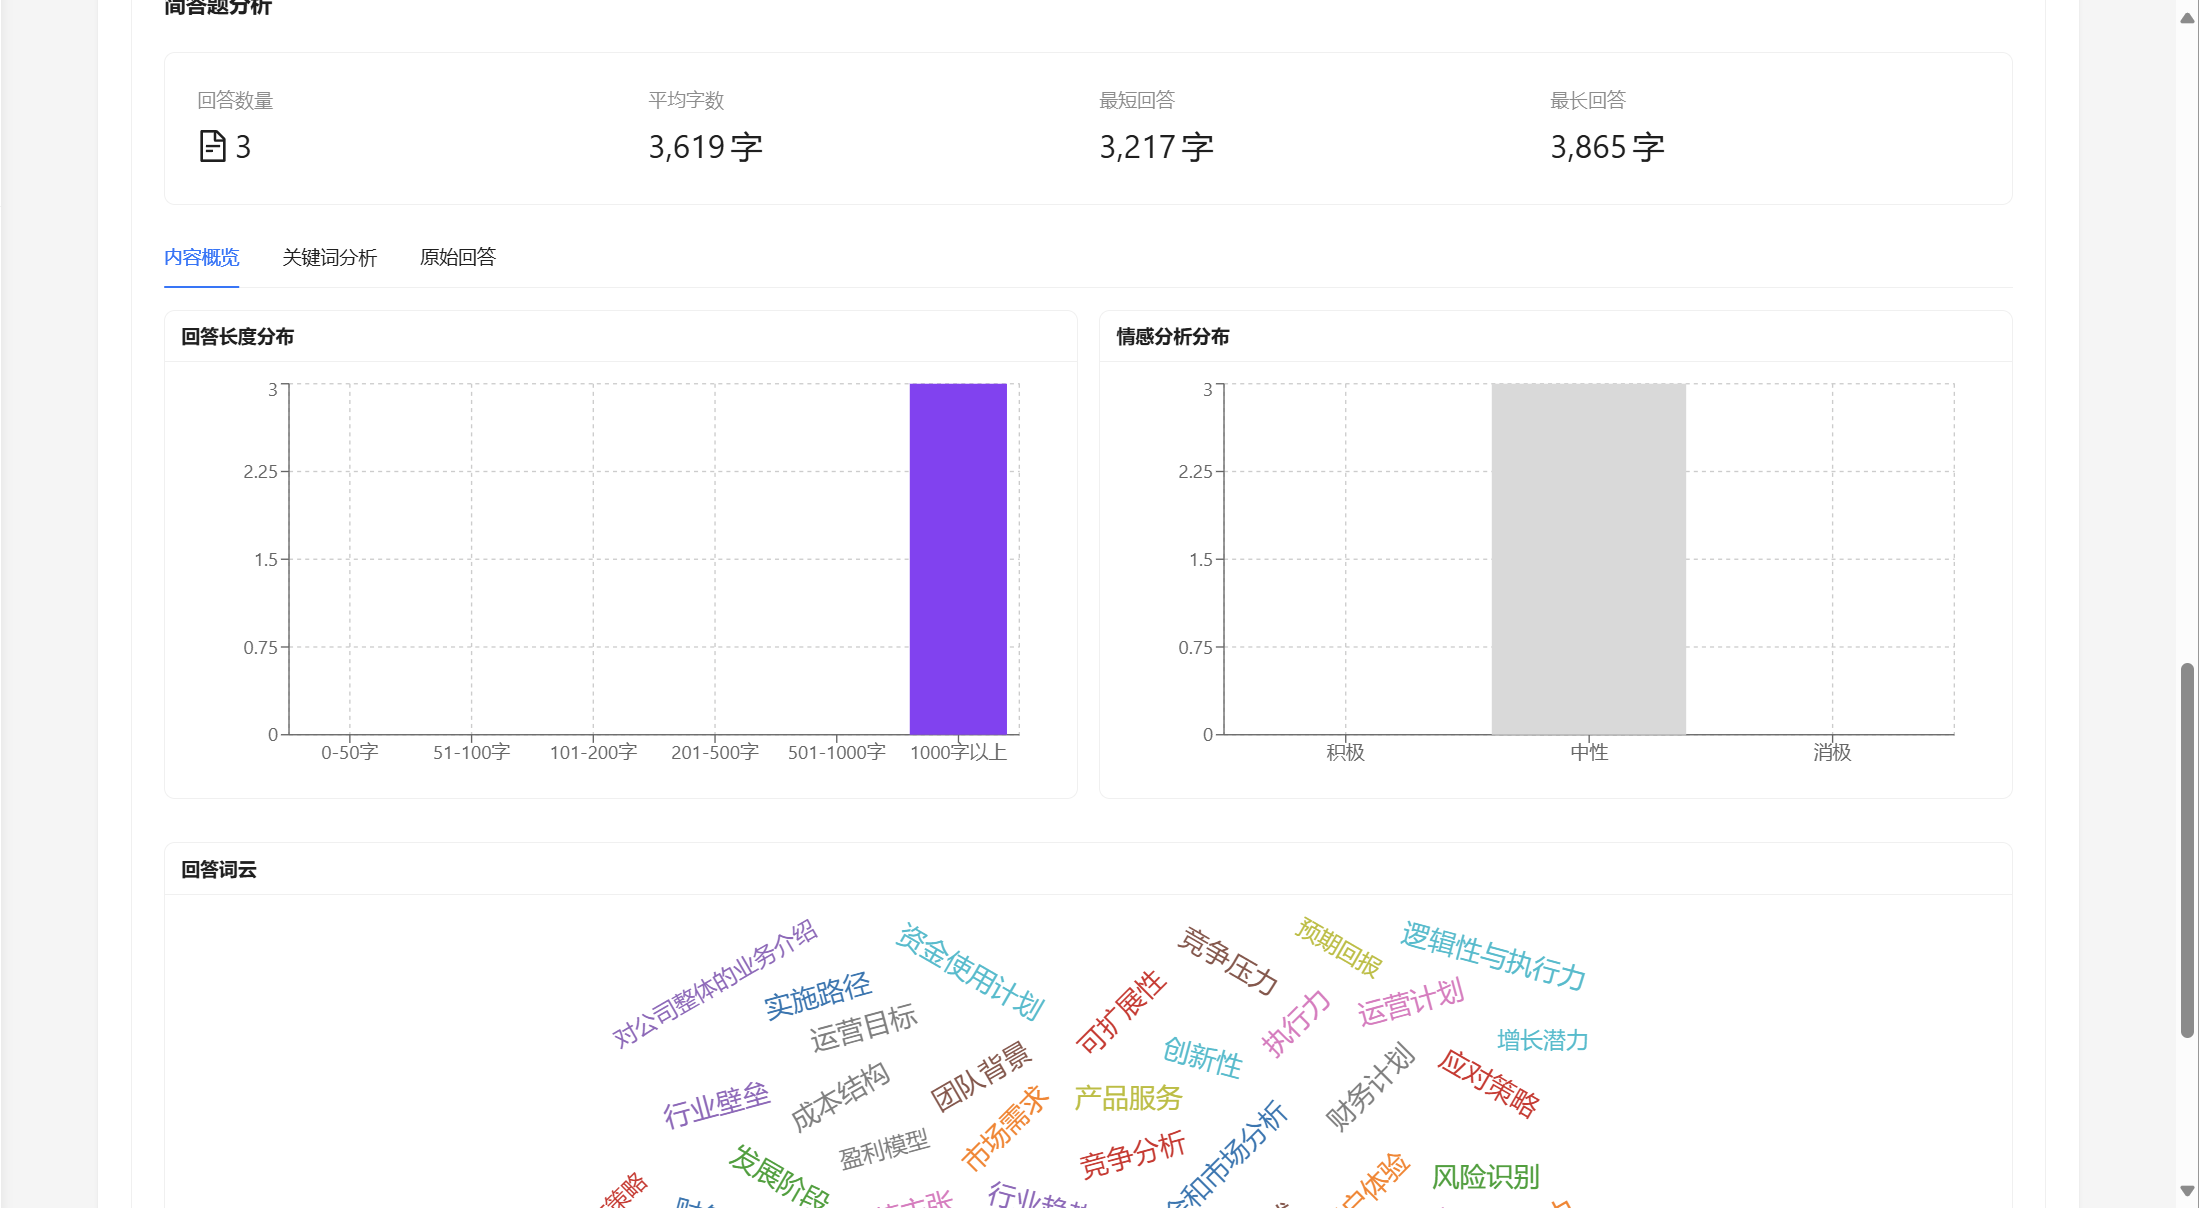 简答题分析
回答数量
3
平均字数
3,619 字
最短回答
3,217 字
最长回答
3,865 字
内容概览
关键词分析
原始回答
回答长度分布
3
2.25
1.5
0.75
0
0-50字
51-100字
101-200字
201-500字
501-1000字
1000字以上
情感分析分布
3
2.25
1.5
0.75
0
积极
中性
消极
回答词云
对公司整体的业务介绍
资金使用计划
竞争压力
预期回报
逻辑性与执行力
实施路径
运营目标
可扩展性
执行力
运营计划
增长潜力
创新性
团队背景
成本结构
行业壁垒
财务计划
应对策略
产品服务
市场需求
盈利模型
竞争分析
和市场分析
发展阶段
风险识别
户体验
策略
主张
行业趋势